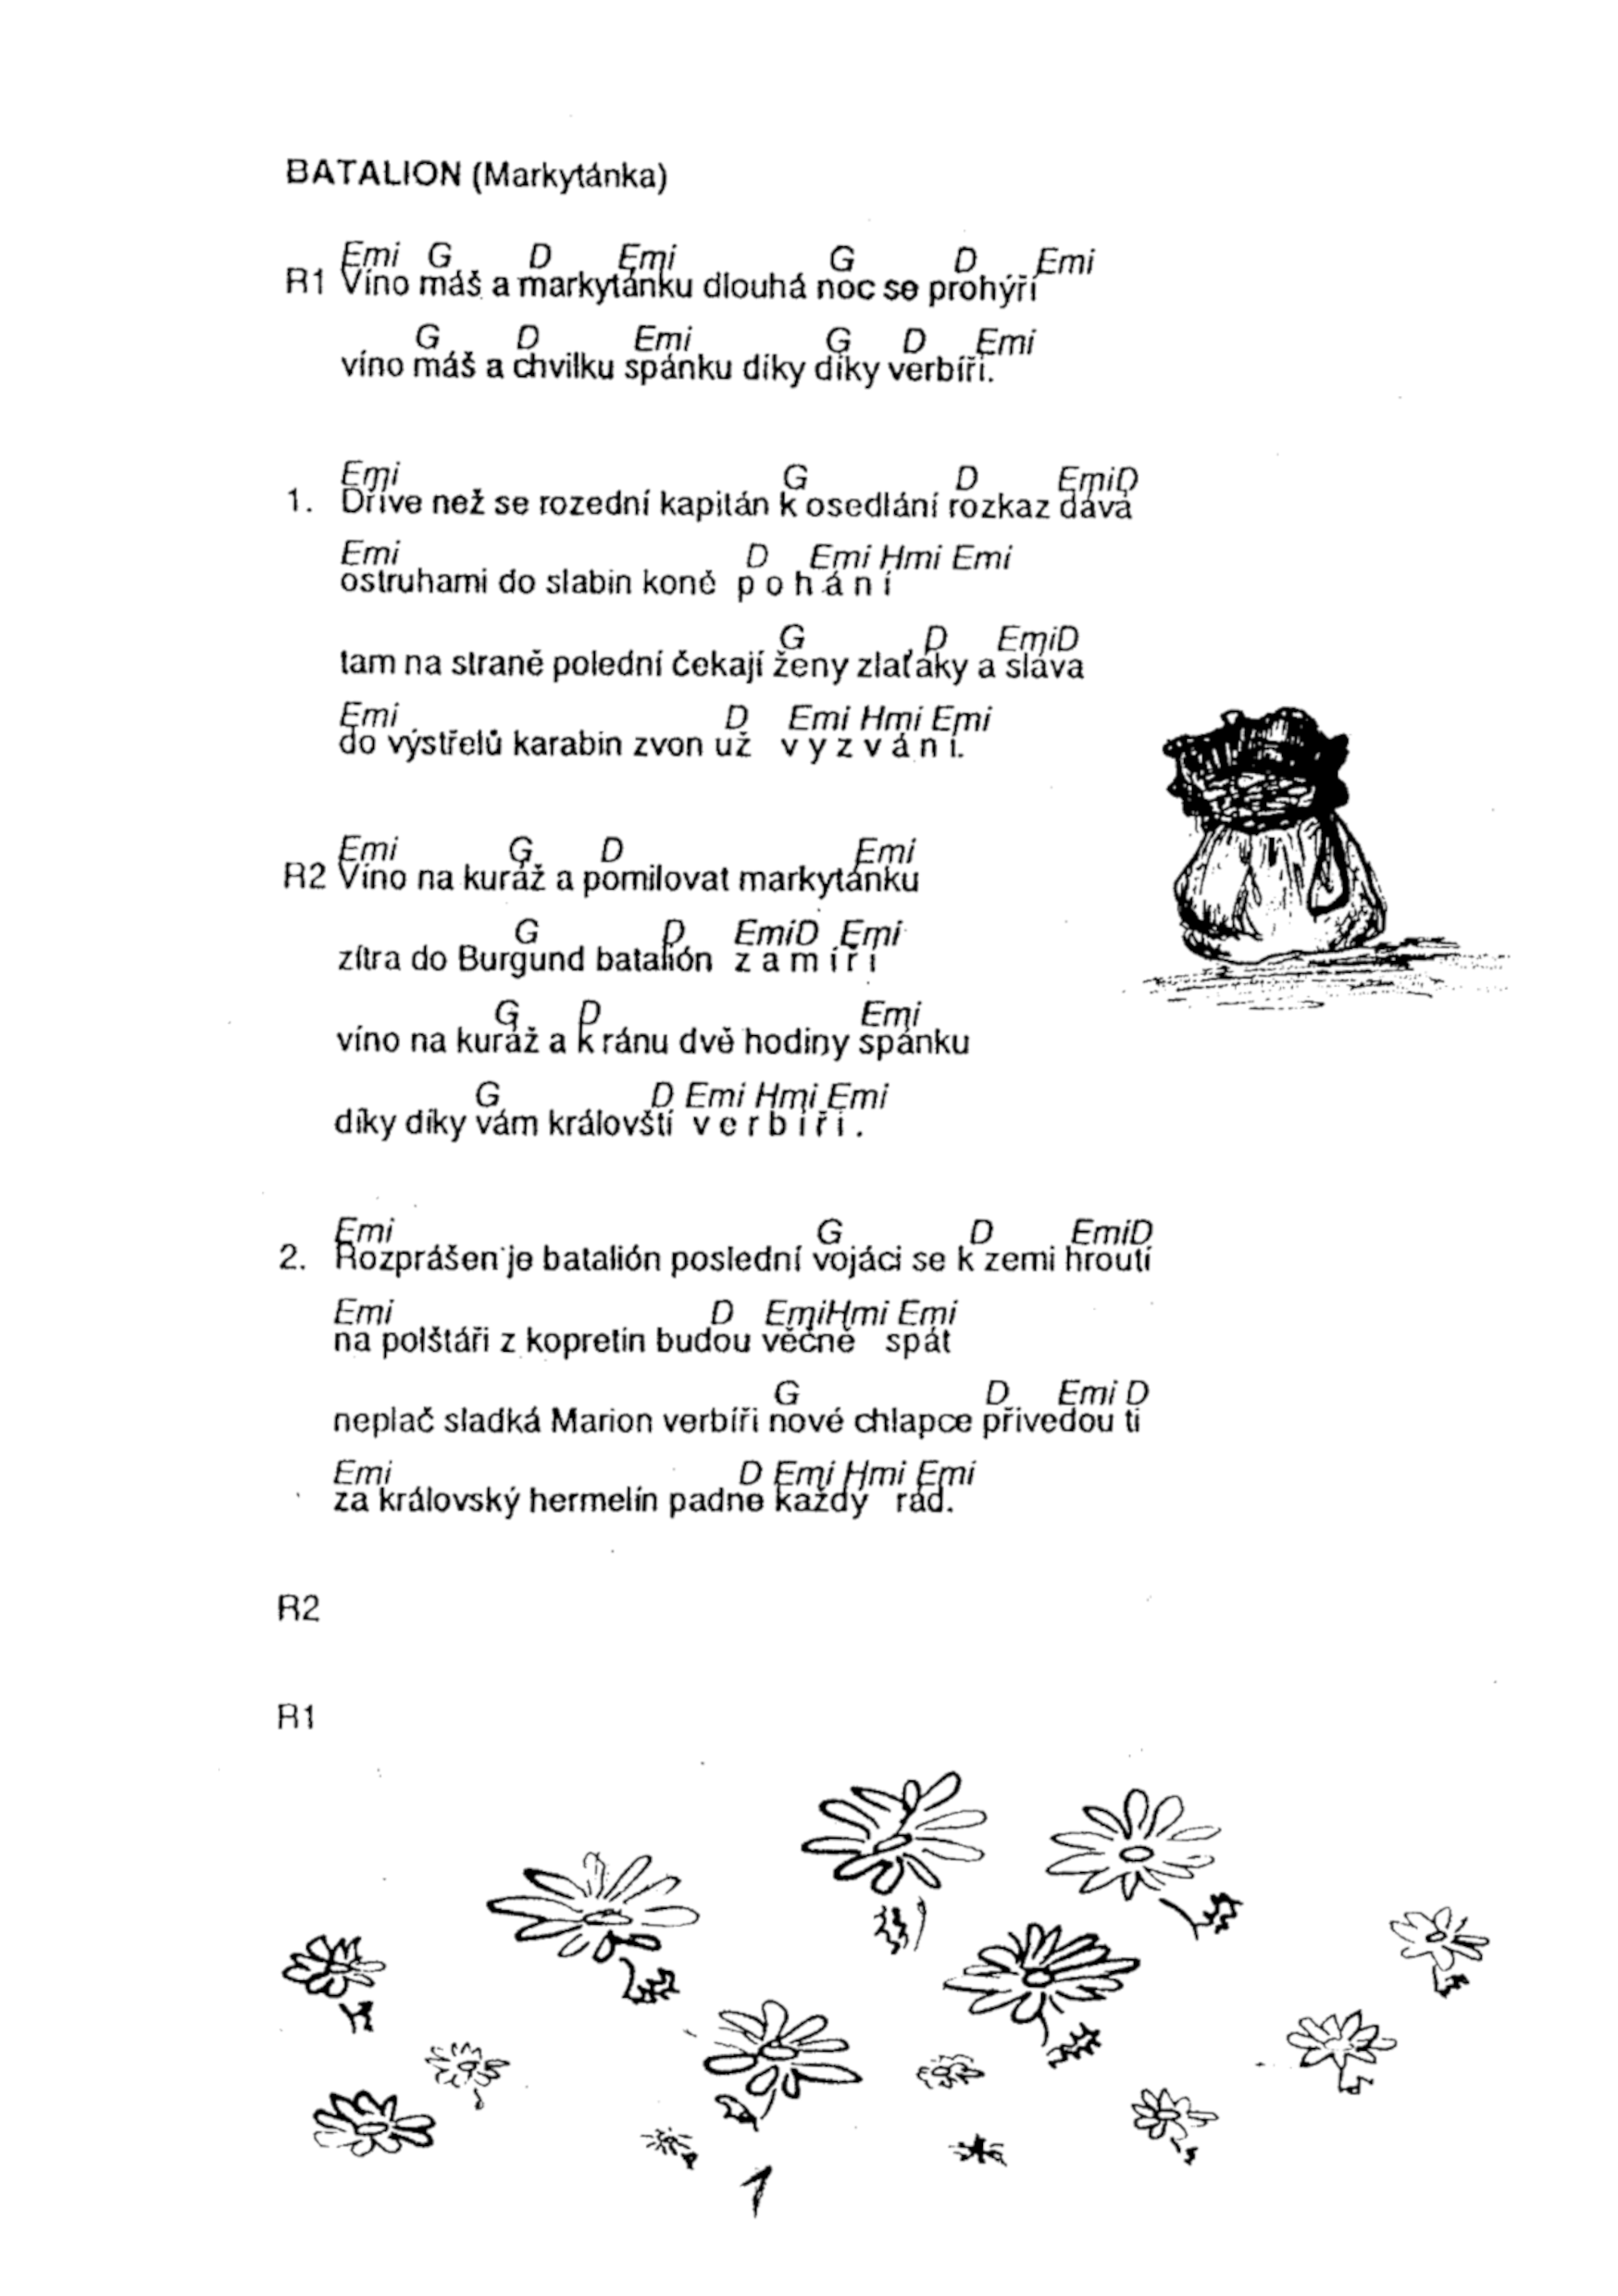 BATALION (Markytánka)
Emi G D Emi G D Emi
R1 Víno máš a markytánku dlouhá noc se prohýří
G D Emi G D Emi
víno máš a chvilku spánku díky díky verbíři.
Emi G D EmiD
1. Dříve než se rozední kapitán k osedlání rozkaz dává
Emi D Emi Hmi Emi
ostruhami do slabin koně p o h á n í
G D EmiD
tam na straně polední čekají ženy zlaťáky a sláva
Emi D Emi Hmi Emi
do výstřelů karabin zvon už v y z v á n í.
Emi G D Emi
R2 Víno na kuráž a pomilovat markytánku
G D EmiD Emi
zítra do Burgund batalión z a m í ř í
G D Emi
víno na kuráž a k ránu dvě hodiny spánku
G D Emi Hmi Emi
díky díky vám královští v e r b í ř i .
Emi G D EmiD
2. Rozprášen je batalión poslední vojáci se k zemi hroutí
Emi D EmiHmi Emi
na polštáři z kopretin budou věčně spát
G D Emi D
neplač sladká Marion verbíři nové chlapce přivedou ti
Emi D Emi Hmi Emi
za královský hermelín padne každý rád.
R2
R1
1